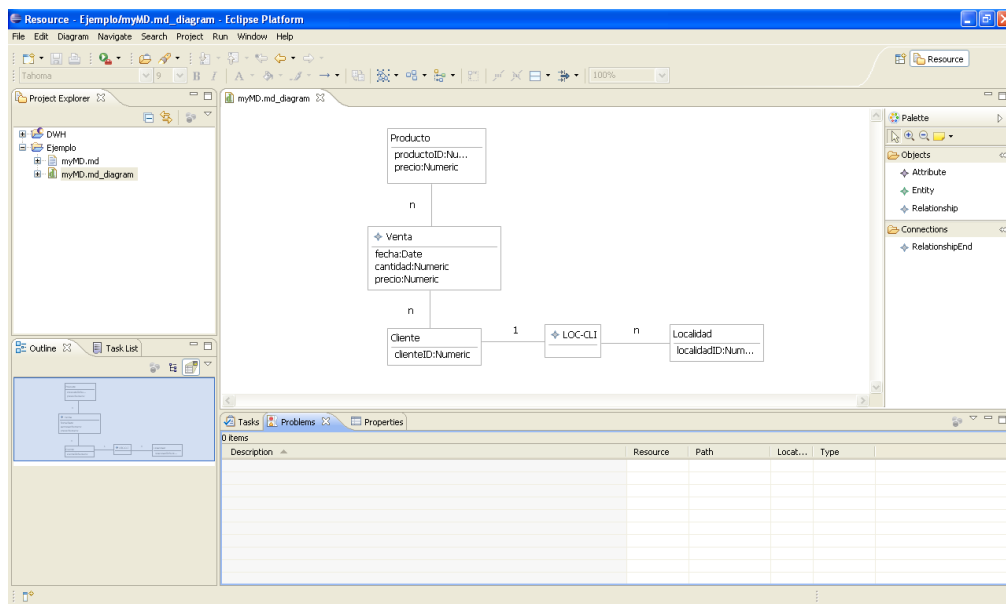 Resource - Ejemplo/myMD.md_diagram - Eclipse Platform
File Edit Diagram Navigate Search Project Run Window Help
Resource
Tahoma 9 B I A 100%
Project Explorer
DWH
Ejemplo
myMD.md
myMD.md_diagram
myMD.md_diagram
Producto
productoID:Nu...
precio:Numeric
n
Venta
fecha:Date
cantidad:Numeric
precio:Numeric
n
Cliente
clienteID:Numeric
1
LOC-CLI
n
Localidad
localidadID:Num...
Palette
Objects
Attribute
Entity
Relationship
Connections
RelationshipEnd
Outline Task List
Tasks Problems Properties
0 items
Description Resource Path Locat... Type